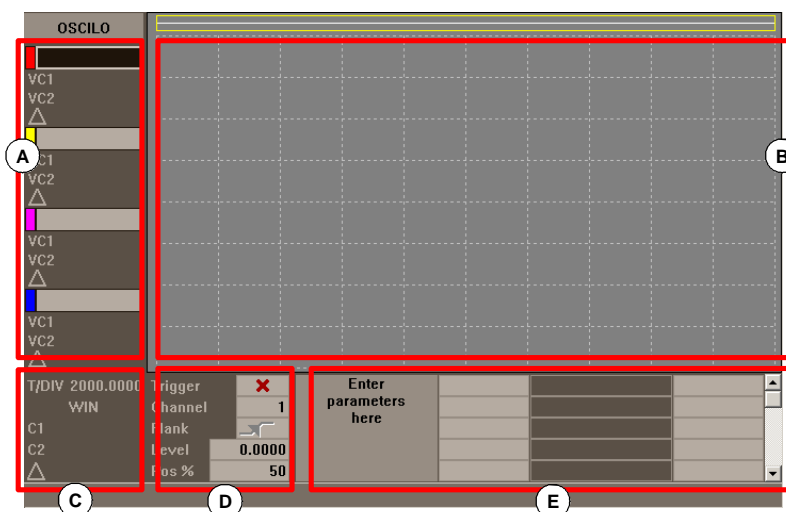 OSCILO
VC1
VC2
△
A
C1
VC2
△
VC1
VC2
△
VC1
VC2
△
B
T/DIV 2000.0000
WIN
C1
C2
△
C
Trigger
Channel 1
Flank
Level 0.0000
Pos % 50
D
Enter
parameters
here
E